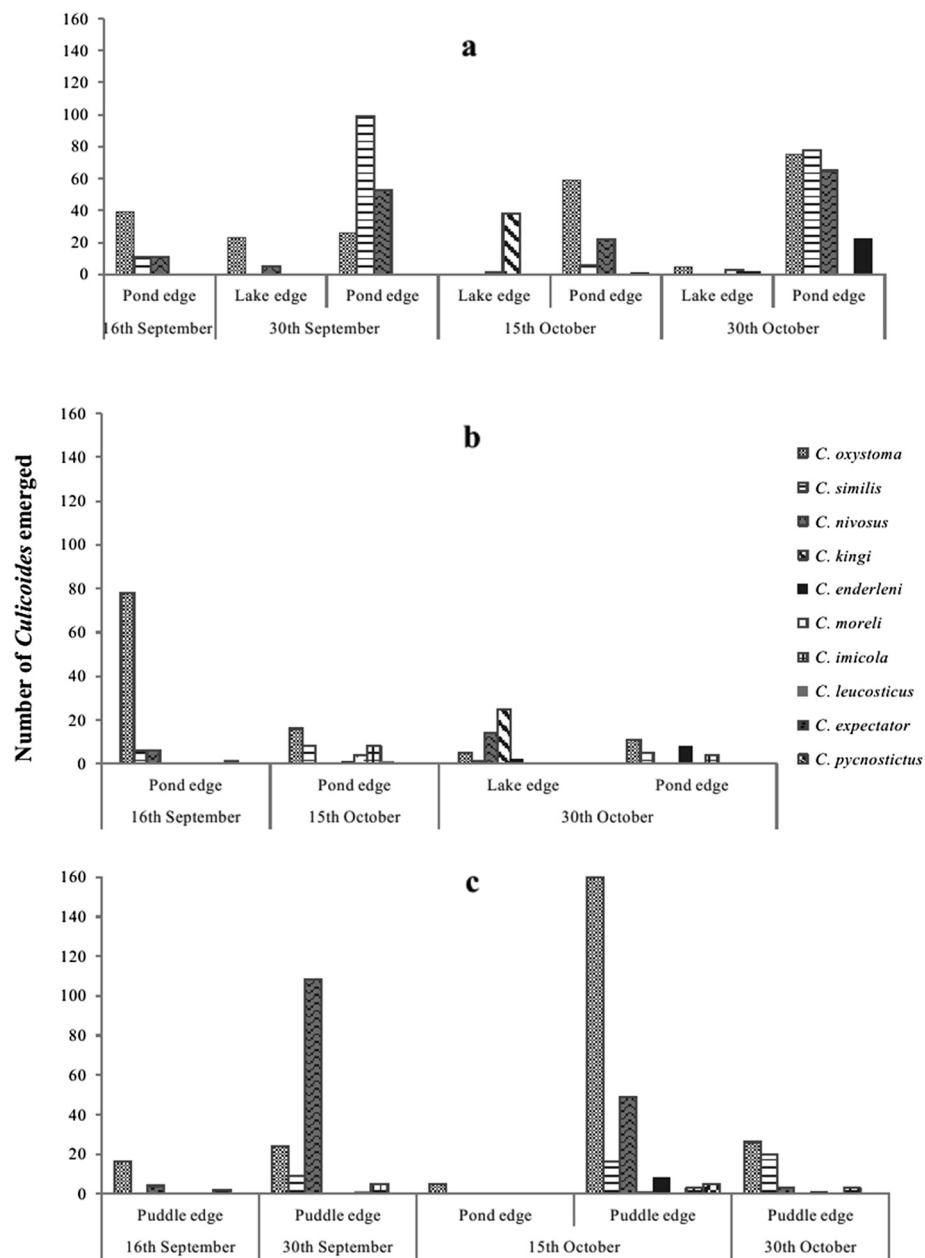 160
a
140
120
100
80
60
40
20
0
Pond edge Lake edge Pond edge Lake edge Pond edge Lake edge Pond edge
16th September 30th September 15th October 30th October
Number of Culicoides emerged
160
b
140
120
100
80
60
40
20
0
Pond edge Pond edge Lake edge Pond edge
16th September 15th October 30th October
C. oxystoma
C. similis
C. nivosus
C. kingi
C. enderleni
C. moreli
C. imicola
C. leucosticus
C. expectator
C. pycnostictus
160
c
140
120
100
80
60
40
20
0
Puddle edge Puddle edge Pond edge Puddle edge Puddle edge
16th September 30th September 15th October 30th October